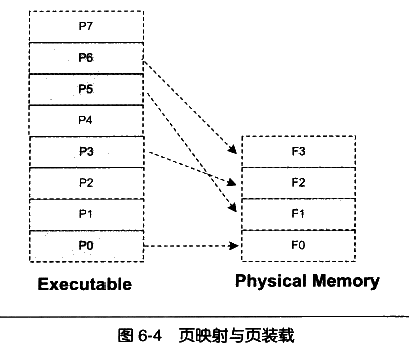 P7
P6
P5
P4
P3
P2
P1
P0
Executable
F3
F2
F1
F0
Physical Memory
图 6-4 页映射与页装载